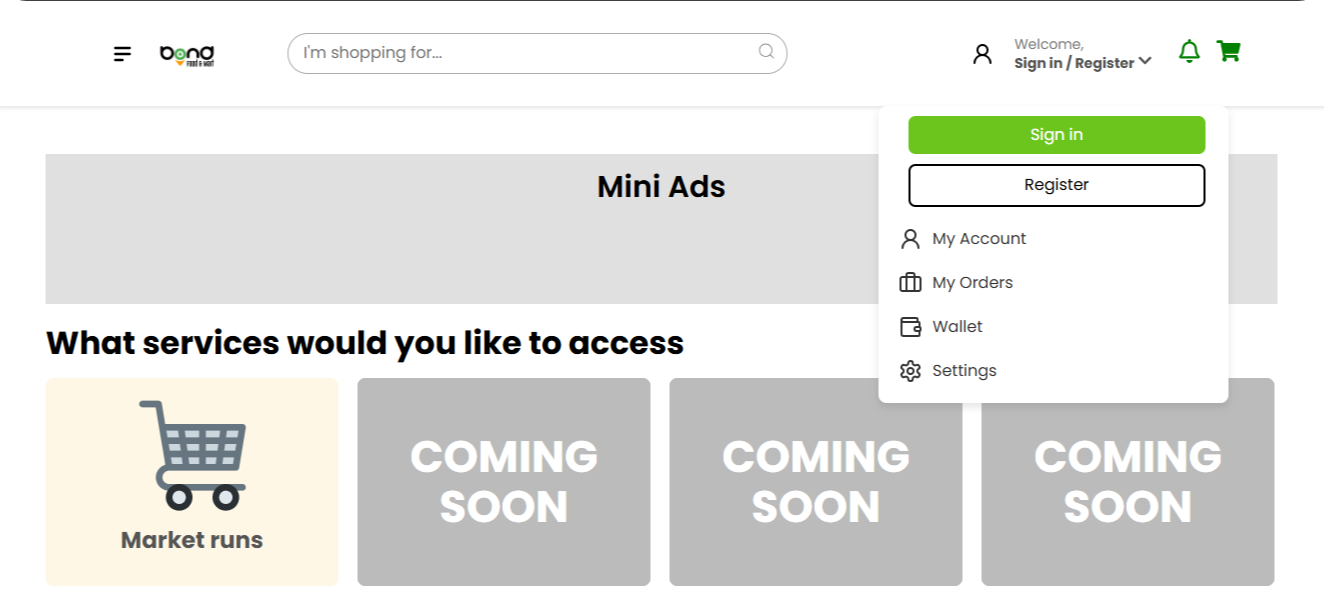 bond
Food & Mart
I'm shopping for...
Welcome,
Sign in / Register
Sign in
Register
My Account
My Orders
Wallet
Settings
Mini Ads
What services would you like to access
Market runs
COMING
SOON
COMING
SOON
COMING
SOON